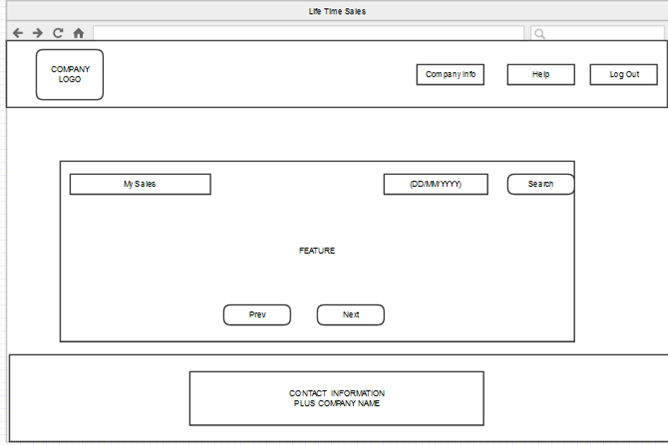 Life Time Sales
COMPANY
LOGO
Company Info
Help
Log Out
My Sales
(DD/MM/YYYY)
Search
FEATURE
Prev
Next
CONTACT INFORMATION
PLUS COMPANY NAME